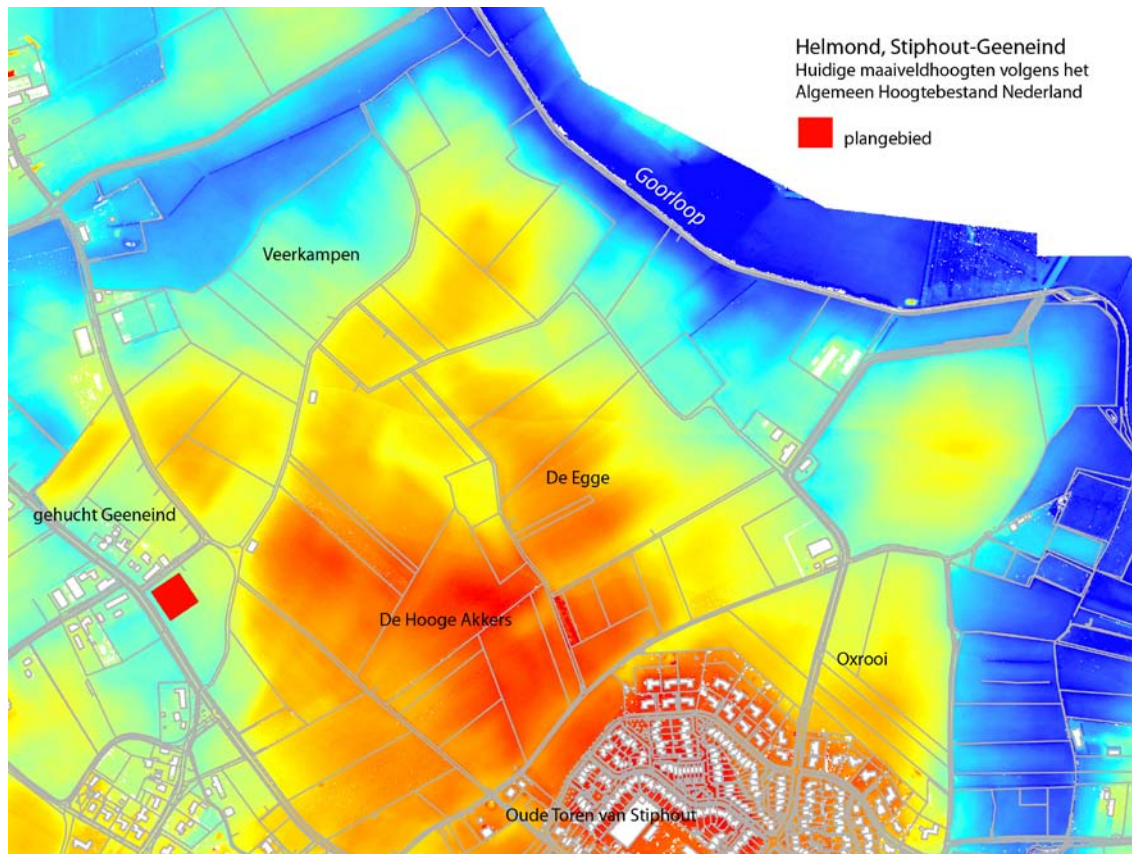 Helmond, Stiphout-Geeneind
Huidige maaiveldhoogten volgens het
Algemeen Hoogtebestand Nederland
plangebied
Goorloop
Veerkampen
De Egge
gehucht Geeneind
De Hooge Akkers
Oxrooi
Oude Toren van Stiphout